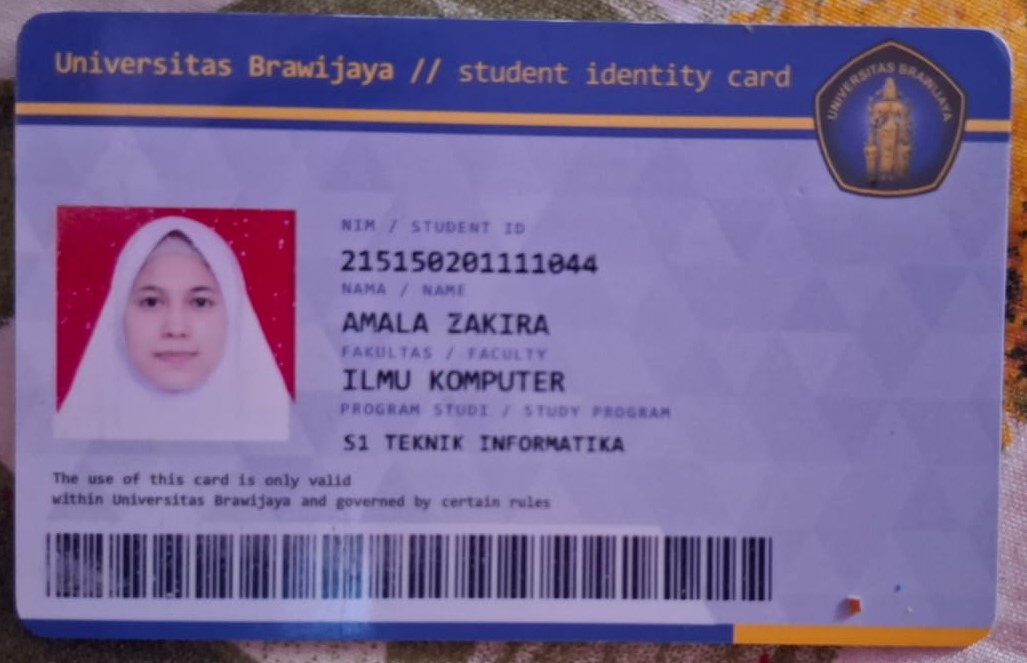 Universitas Brawijaya // student identity card
UNIVERSITAS BRAWIJAYA
NIM / STUDENT ID
215150201111044
NAMA / NAME
AMALA ZAKIRA
FAKULTAS / FACULTY
ILMU KOMPUTER
PROGRAM STUDI / STUDY PROGRAM
S1 TEKNIK INFORMATIKA
The use of this card is only valid
within Universitas Brawijaya and governed by certain rules